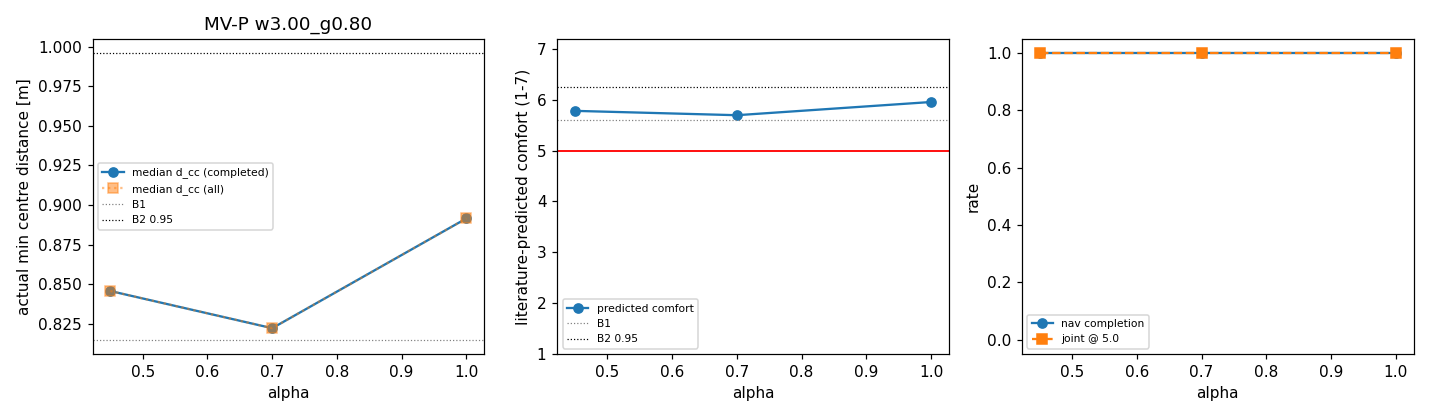 MV-P w3.00_g0.80
actual min centre distance [m]
1.000
0.975
0.950
0.925
0.900
0.875
0.850
0.825
median d_cc (completed)
median d_cc (all)
B1
B2 0.95
0.5 0.6 0.7 0.8 0.9 1.0
alpha
literature-predicted comfort (1-7)
7
6
5
4
3
2
1
predicted comfort
B1
B2 0.95
0.5 0.6 0.7 0.8 0.9 1.0
alpha
rate
1.0
0.8
0.6
0.4
0.2
0.0
nav completion
joint @ 5.0
0.5 0.6 0.7 0.8 0.9 1.0
alpha